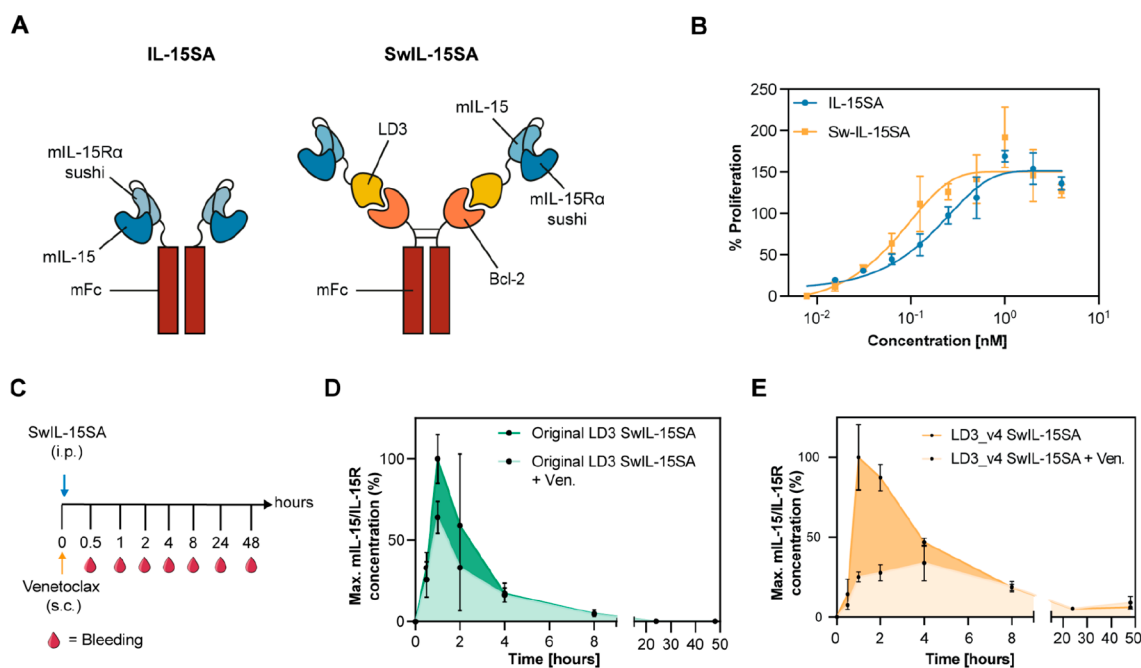 A
IL-15SA
SwIL-15SA
mIL-15Rα
sushi
mIL-15
mFc
LD3
mIL-15
mIL-15Rα
sushi
Bcl-2
mFc
B
% Proliferation
250
200
150
100
50
0
IL-15SA
Sw-IL-15SA
10-2
10-1
100
101
Concentration [nM]
C
SwIL-15SA
(i.p.)
hours
0 0.5 1 2 4 8 24 48
Venetoclax
(s.c.)
= Bleeding
D
Max. mIL-15/IL-15R
concentration (%)
100
50
0
Original LD3 SwIL-15SA
Original LD3 SwIL-15SA
+ Ven.
0 2 4 6 8 20 30 40 50
Time [hours]
E
Max. mIL-15/IL-15R
concentration (%)
100
50
0
LD3_v4 SwIL-15SA
LD3_v4 SwIL-15SA + Ven.
0 2 4 6 8 20 30 40 50
Time [hours]